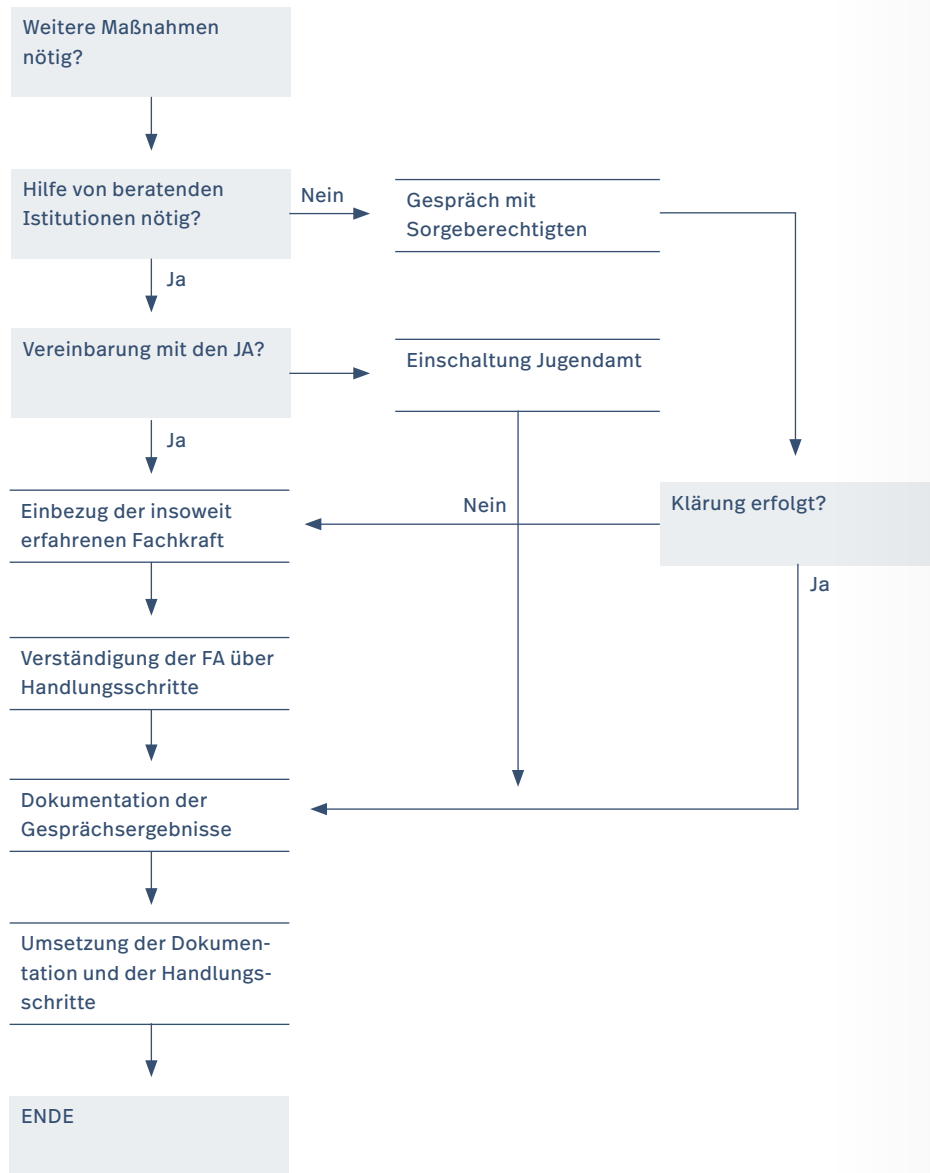 Weitere Maßnahmen
nötig?
Hilfe von beratenden
Istitutionen nötig?
Nein
Gespräch mit
Sorgeberechtigten
Ja
Vereinbarung mit den JA?
Einschaltung Jugendamt
Ja
Einbezug der insoweit
erfahrenen Fachkraft
Nein
Klärung erfolgt?
Ja
Verständigung der FA über
Handlungsschritte
Dokumentation der
Gesprächsergebnisse
Umsetzung der Dokumen-
tation und der Handlungs-
schritte
ENDE